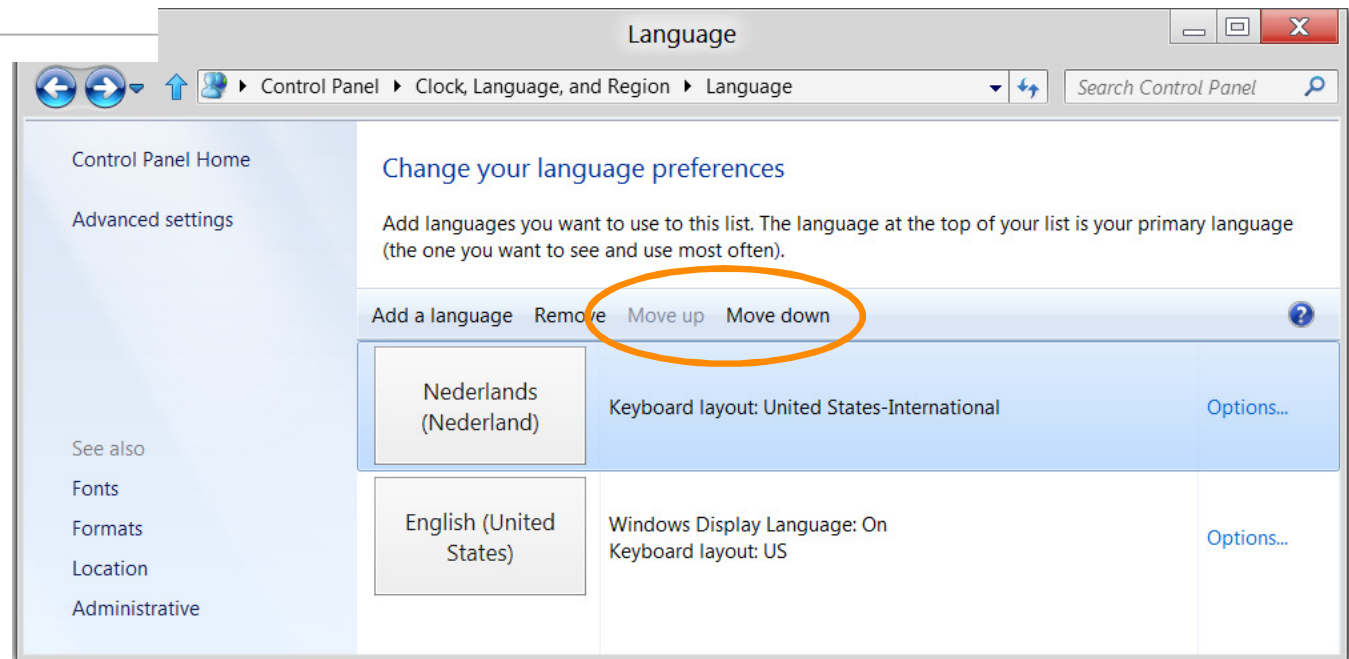 Language
Control Panel Clock, Language, and Region Language
Search Control Panel
Control Panel Home
Advanced settings
See also
Fonts
Formats
Location
Administrative
Change your language preferences
Add languages you want to use to this list. The language at the top of your list is your primary language
(the one you want to see and use most often).
Add a language Remove Move up Move down
Nederlands
(Nederland)
Keyboard layout: United States-International
Options...
English (United
States)
Windows Display Language: On
Keyboard layout: US
Options...